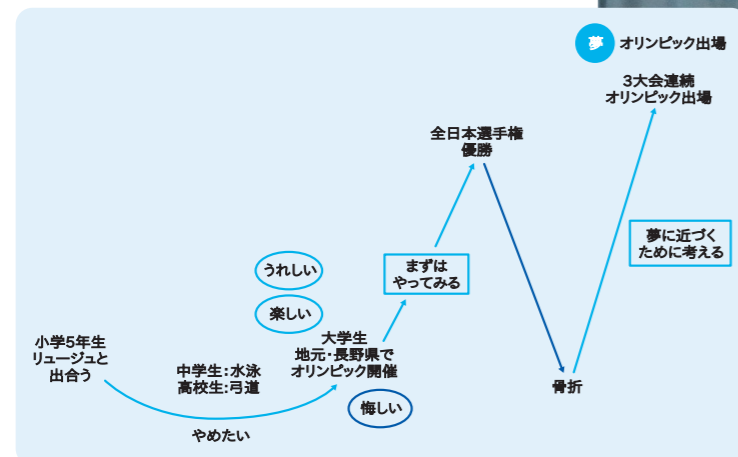 夢 オリンピック出場
3大会連続
オリンピック出場
全日本選手権
優勝
夢に近づく
ために考える
うれしい
まずは
やってみる
楽しい
小学5年生
リュージュと
出合う
大学生
地元・長野県で
オリンピック開催
中学生:水泳
高校生:弓道
骨折
悔しい
やめたい